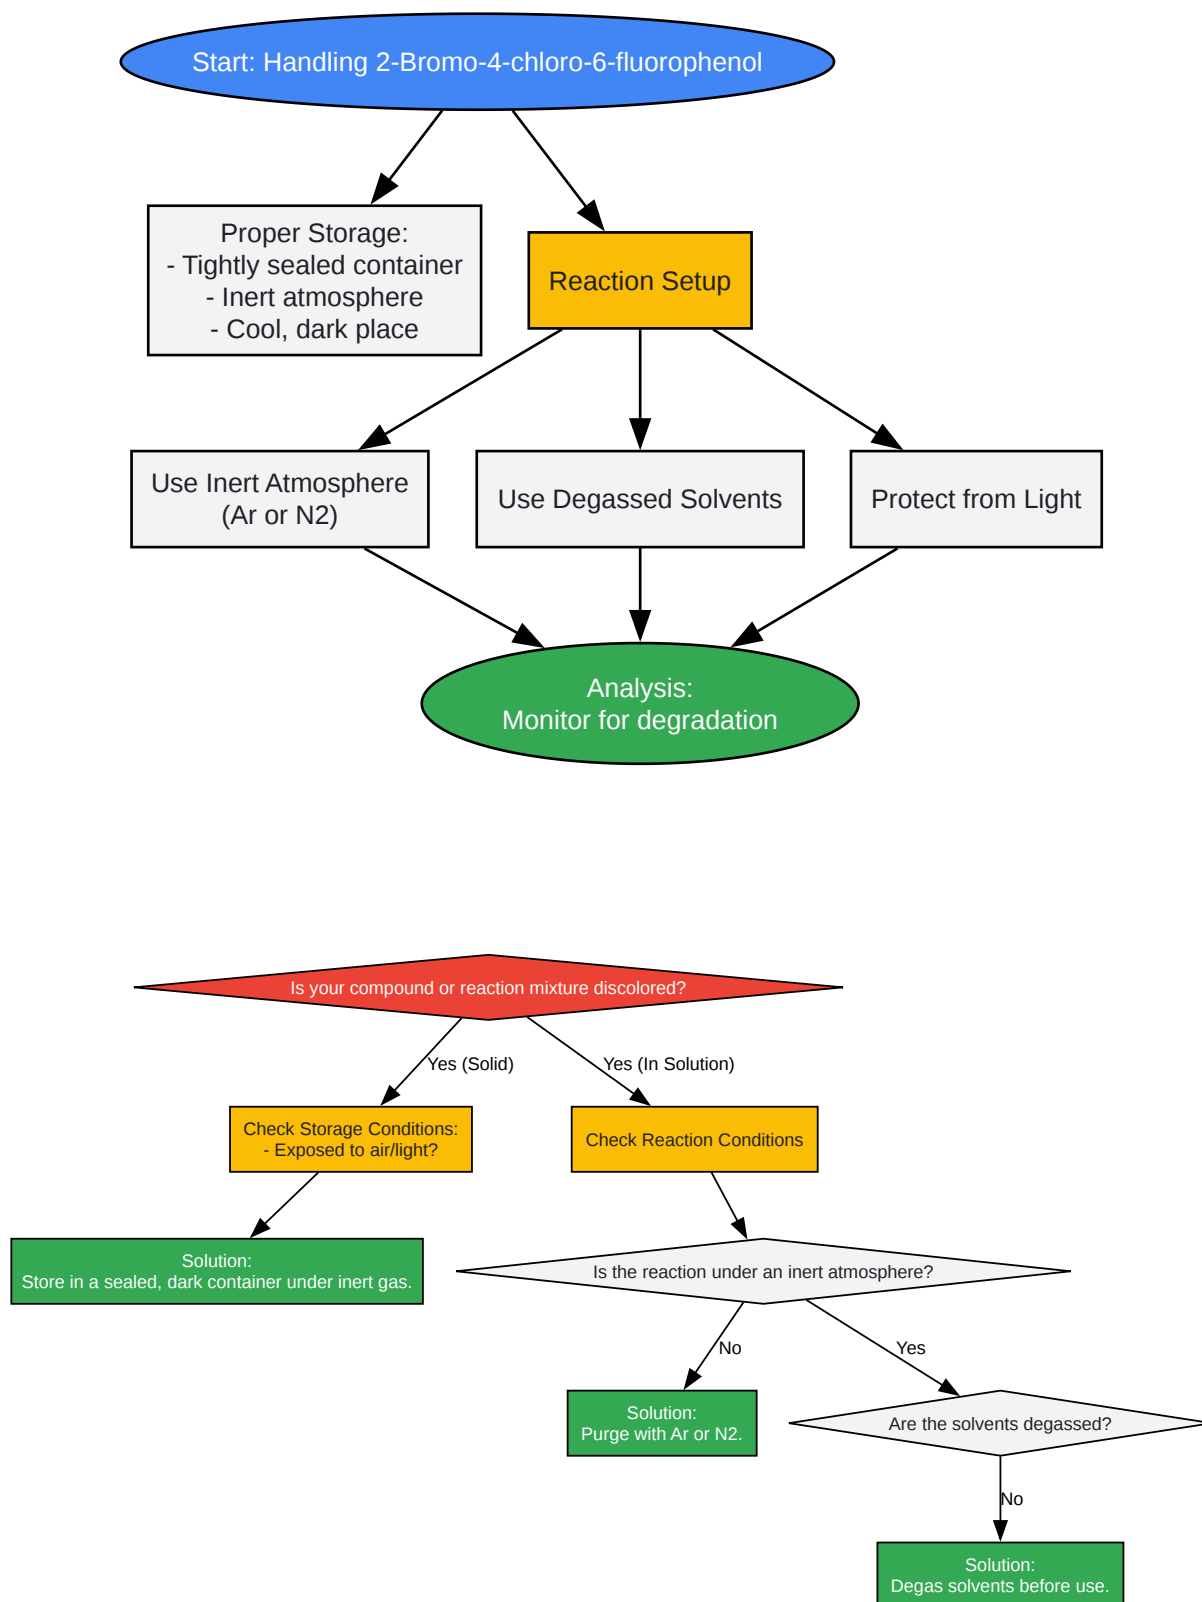 Start: Handling 2-Bromo-4-chloro-6-fluorophenol
Proper Storage:
- Tightly sealed container
- Inert atmosphere
- Cool, dark place
Reaction Setup
Use Inert Atmosphere
(Ar or N2)
Use Degassed Solvents
Protect from Light
Analysis:
Monitor for degradation
Is your compound or reaction mixture discolored?
Yes (Solid)
Yes (In Solution)
Check Storage Conditions:
- Exposed to air/light?
Check Reaction Conditions
Solution:
Store in a sealed, dark container under inert gas.
Is the reaction under an inert atmosphere?
No
Yes
Solution:
Purge with Ar or N2.
Are the solvents degassed?
No
Solution:
Degas solvents before use.